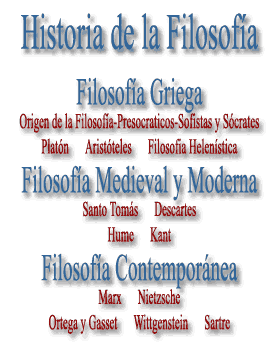 Historia de la Filosofía
Filosofía Griega
Origen de la Filosofía-Presocraticos-Sofistas y Sócrates
Platón Aristóteles Filosofía Helenística
Filosofía Medieval y Moderna
Santo Tomás Descartes
Hume Kant
Filosofía Contemporánea
Marx Nietzsche
Ortega y Gasset Wittgenstein Sartre